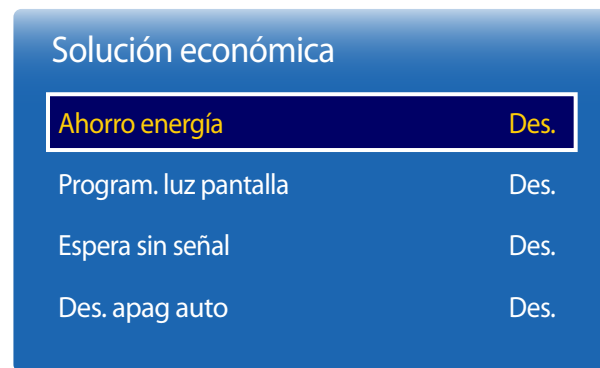 Solución económica
Ahorro energía Des.
Program. luz pantalla Des.
Espera sin señal Des.
Des. apag auto Des.